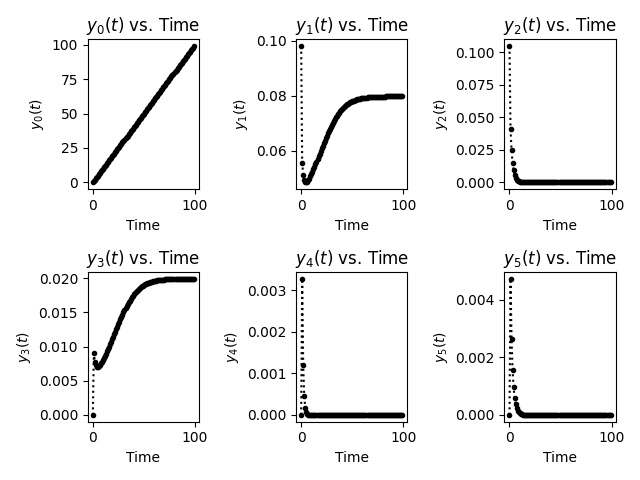 y₀(t) vs. Time
y₁(t) vs. Time
y₂(t) vs. Time
y₀(t)
100
75
50
25
0
0
100
Time
y₁(t)
0.10
0.08
0.06
0
100
Time
y₂(t)
0.100
0.075
0.050
0.025
0.000
0
100
Time
y₃(t) vs. Time
y₄(t) vs. Time
y₅(t) vs. Time
y₃(t)
0.020
0.015
0.010
0.005
0.000
0
100
Time
y₄(t)
0.003
0.002
0.001
0.000
0
100
Time
y₅(t)
0.004
0.002
0.000
0
100
Time